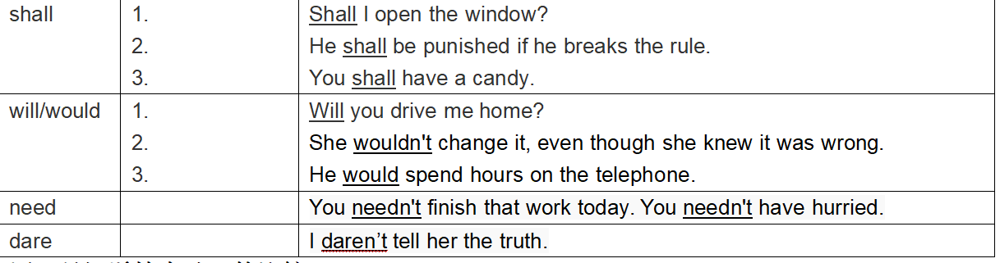 shall 1. Shall I open the window?
2. He shall be punished if he breaks the rule.
3. You shall have a candy.
will/would 1. Will you drive me home?
2. She wouldn't change it, even though she knew it was wrong.
3. He would spend hours on the telephone.
need You needn't finish that work today. You needn't have hurried.
dare I daren’t tell her the truth.